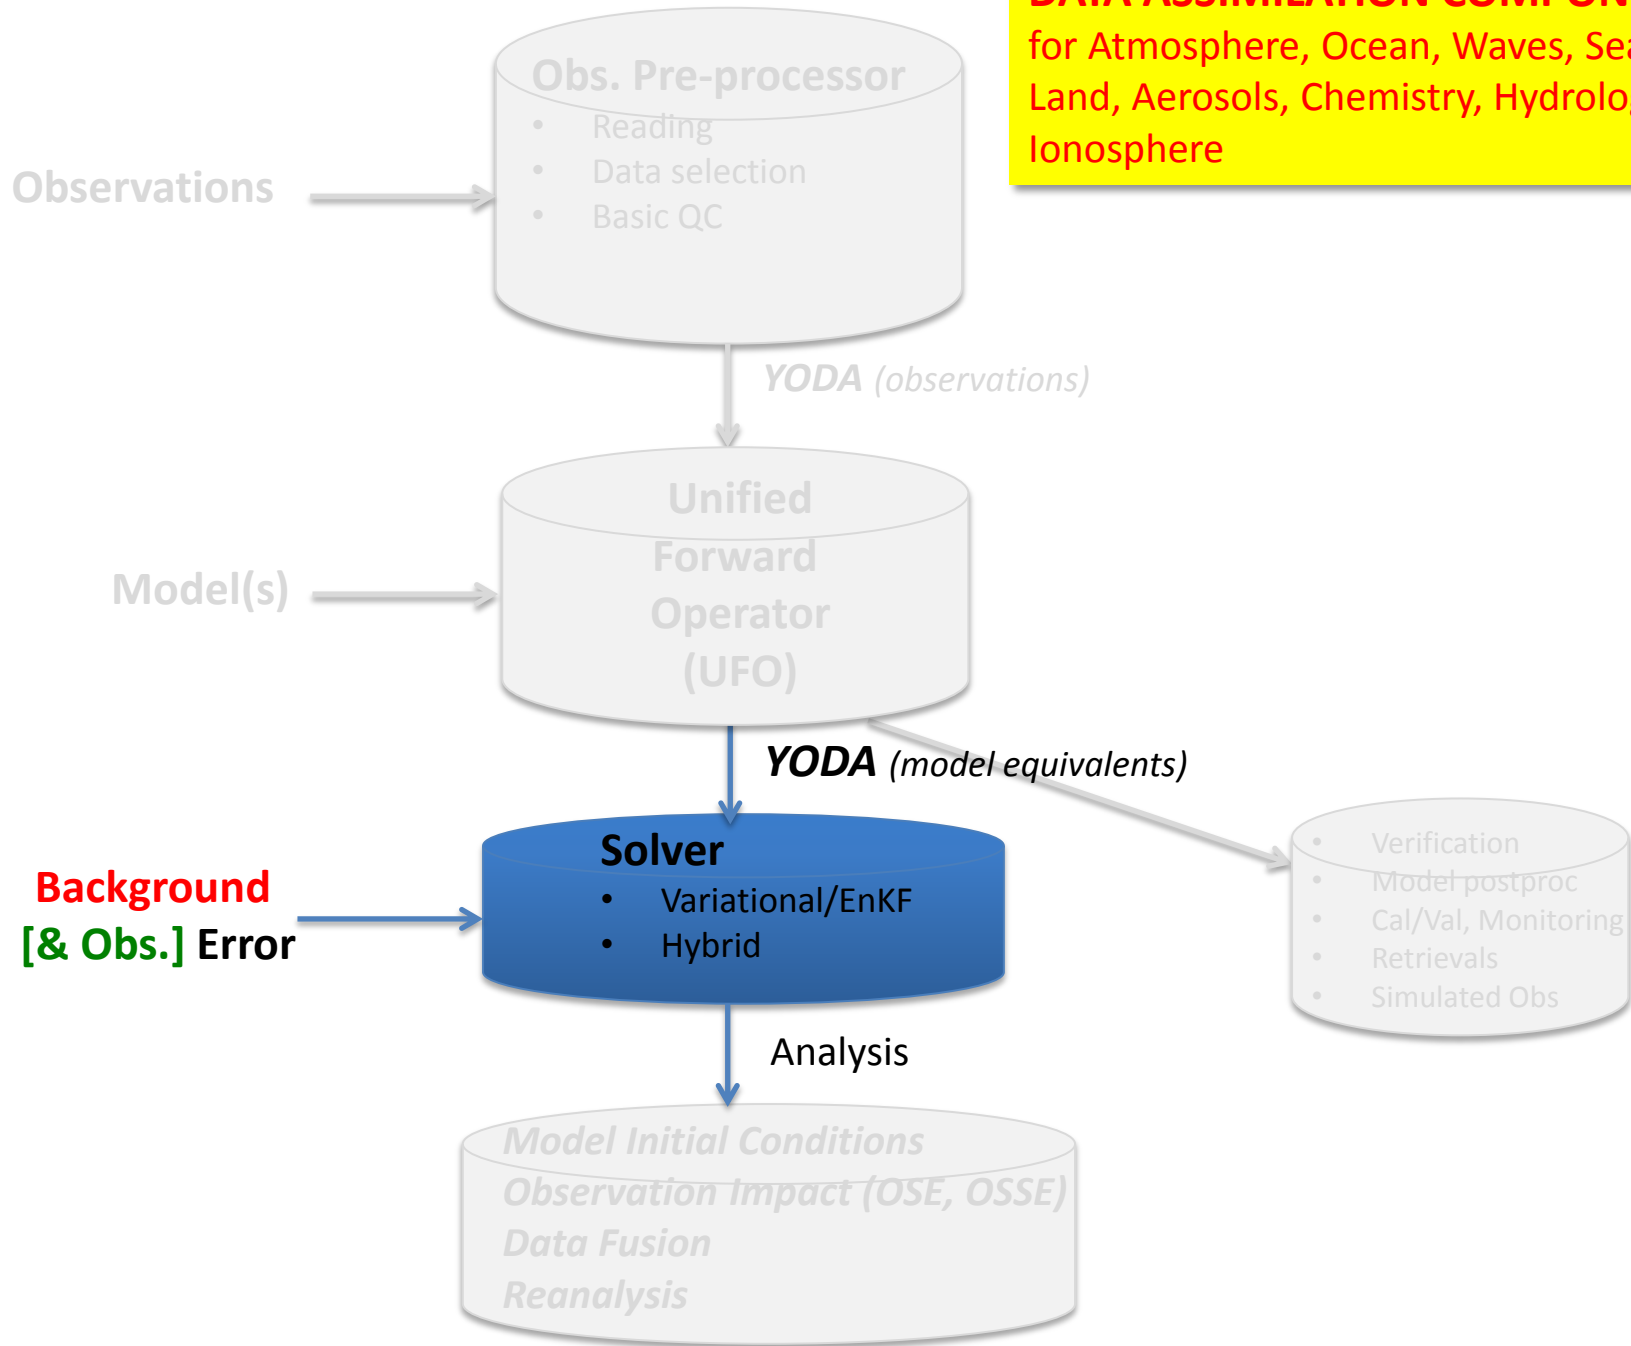 for Atmosphere, Ocean, Waves, Sea
Land, Aerosols, Chemistry,
Ionosphere
Obs. Pre-processor
• Reading
• Data selection
• Basic QC
Observations
YODA (observations)
Unified
Forward
Operator
(UFO)
Model(s)
YODA (model equivalents)
Solver
• Variational/EnKF
• Hybrid
Background
[& Obs.] Error
• Verification
• Model postproc
• Cal/Val, Monitoring
• Retrievals
• Simulated Obs
Analysis
Model Initial Conditions
Observation Impact (OSE, OSSE)
Data Fusion
Reanalysis